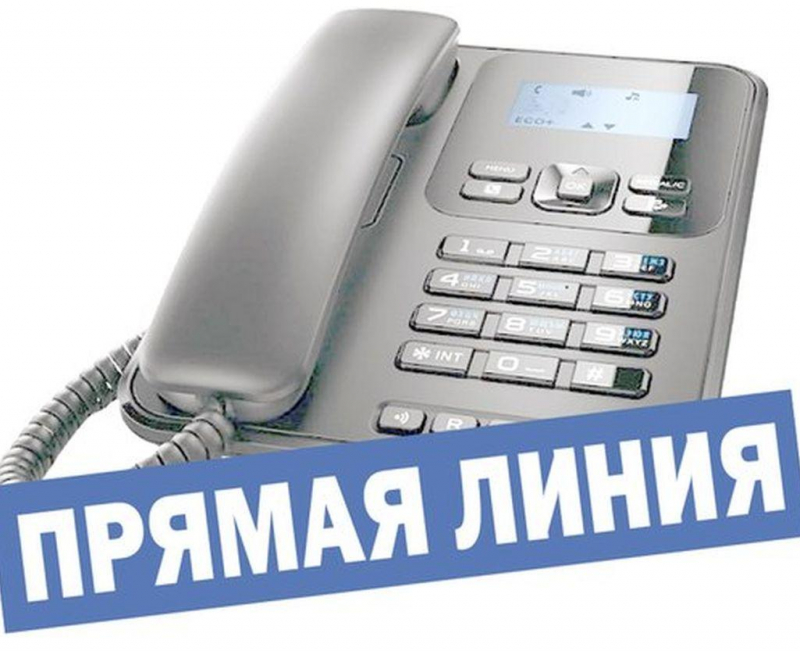 ECO+
MENU
OK
1 2 3
4 5 6
7 8 9
* INT 0 #
R
ПРЯМАЯ ЛИНИЯ